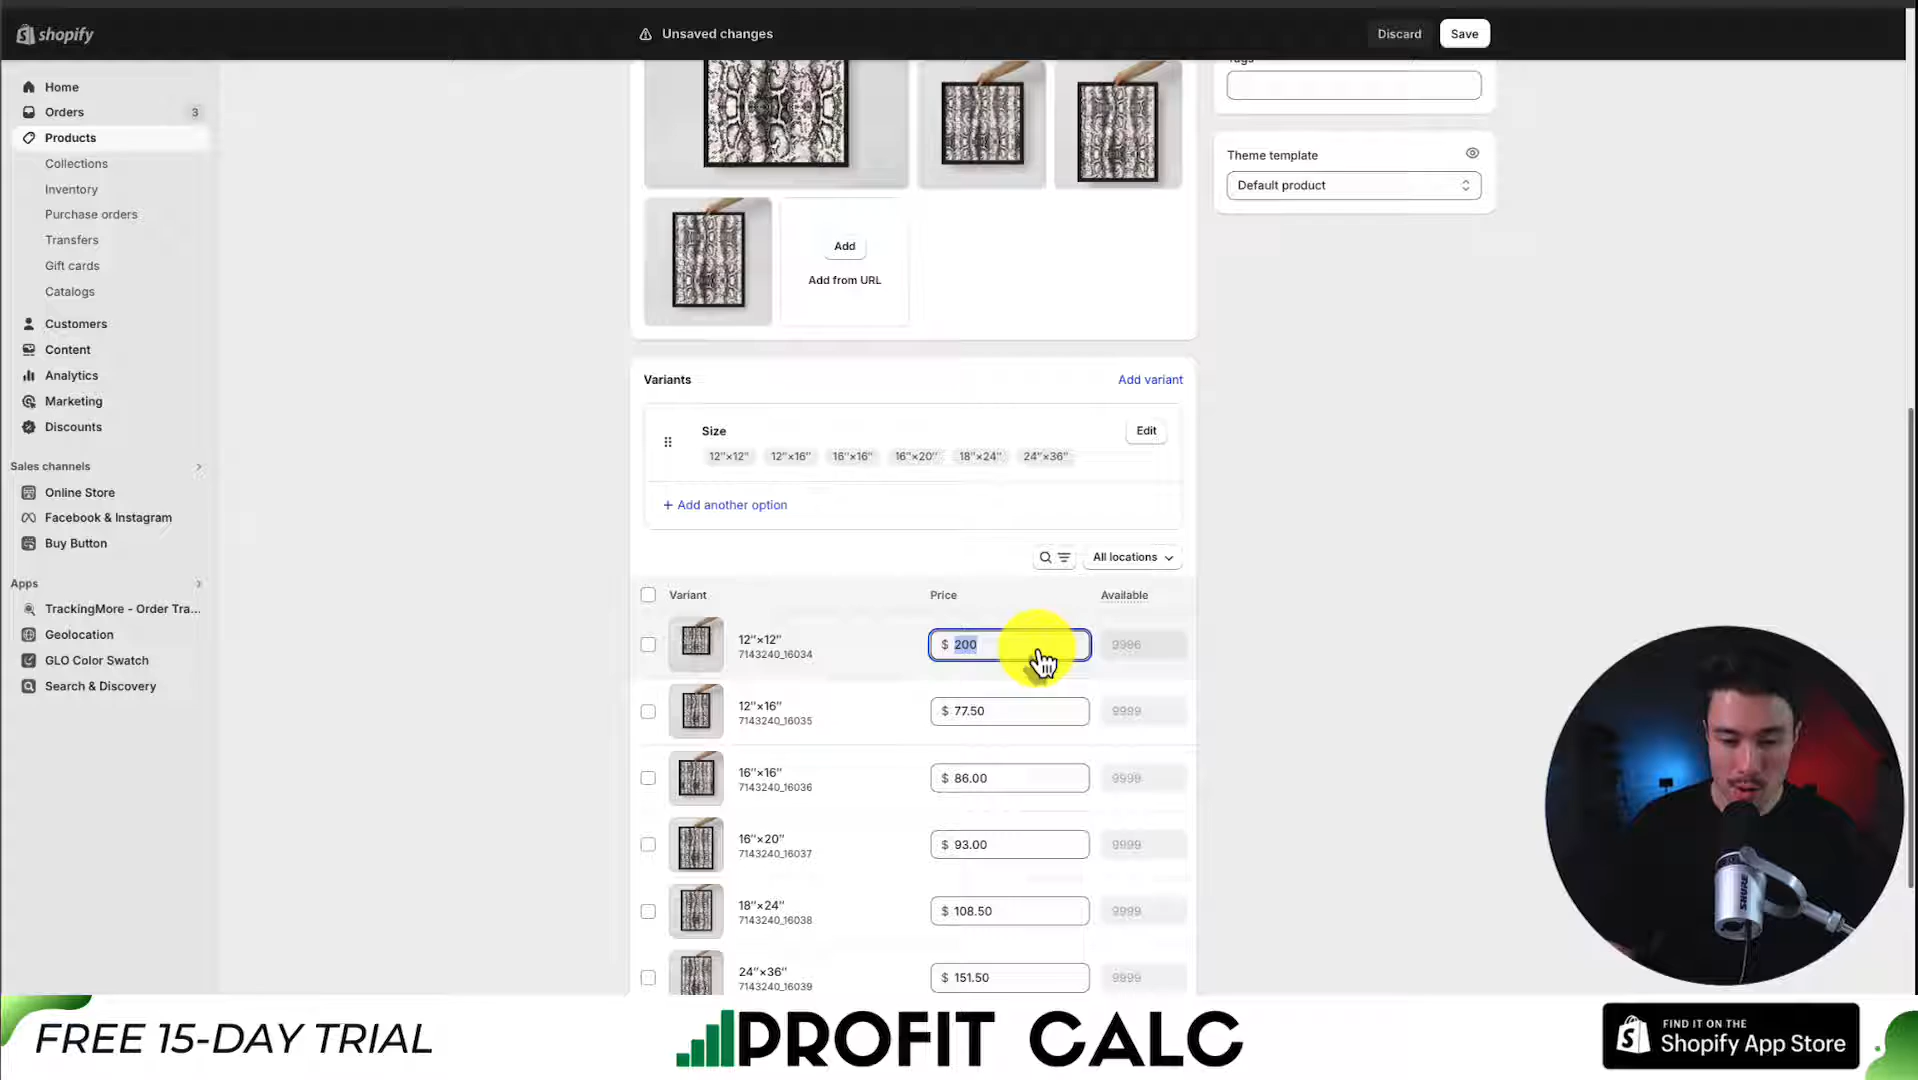 shopify
Unsaved changes
Discard
Save
Home
Orders
3
Products
Collections
Inventory
Purchase orders
Transfers
Gift cards
Catalogs
Customers
Content
Analytics
Marketing
Discounts
Sales channels
Online Store
Facebook & Instagram
Buy Button
Apps
TrackingMore - Order Tra...
Geolocation
GLO Color Swatch
Search & Discovery
Add
Add from URL
Tags
Theme template
Default product
Variants
Add variant
Size
Edit
12"×12" 12"×16" 16"×16" 16"×20" 18"×24" 24"×36"
+ Add another option
All locations
Variant Price Available
12"×12"
7143240_16034
$ 200
9996
12"×16"
7143240_16035
$ 77.50
9999
16"×16"
7143240_16036
$ 86.00
9999
16"×20"
7143240_16037
$ 93.00
9999
18"×24"
7143240_16038
$ 108.50
9999
24"×36"
7143240_16039
$ 151.50
9999
SHURE
FREE 15-DAY TRIAL
PROFIT CALC
FIND IT ON THE
Shopify App Store